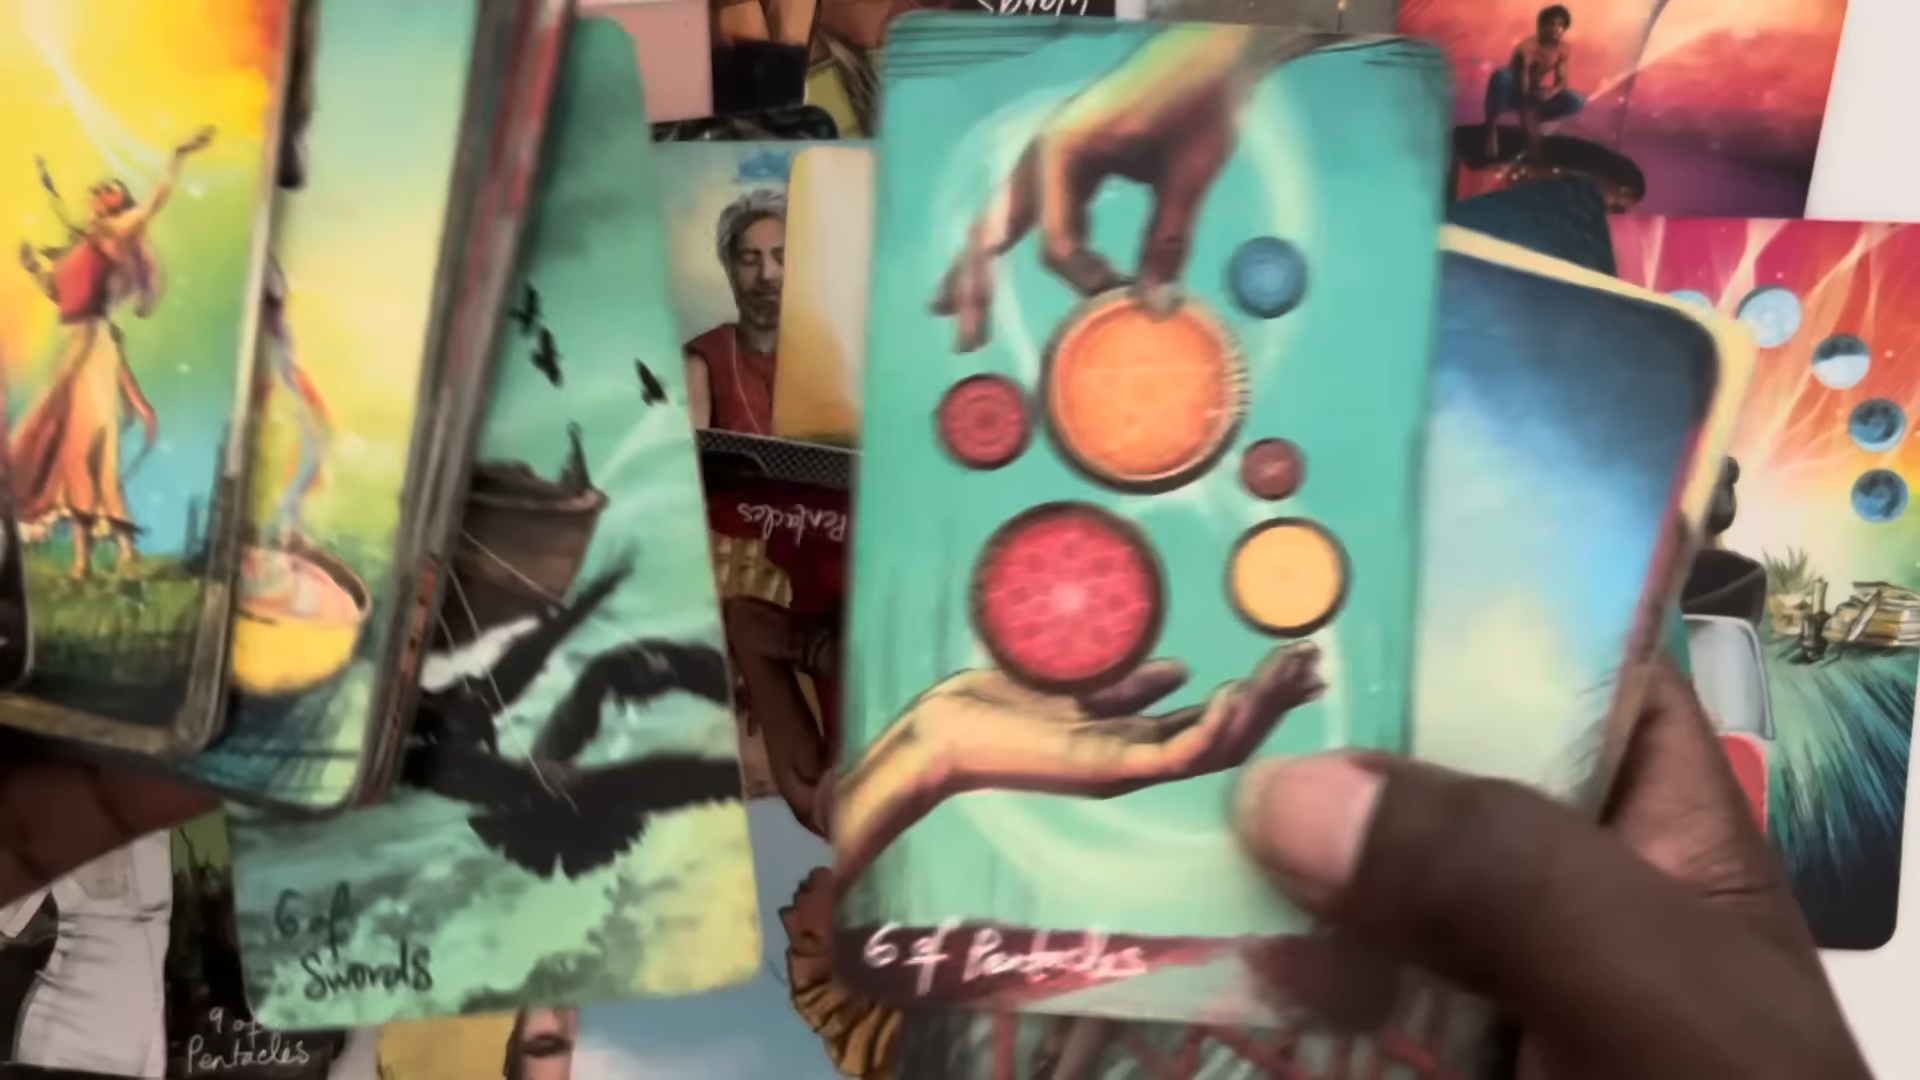 Pentacles
6 of
Swords
6 of Pentacles
9 of
Pentacles